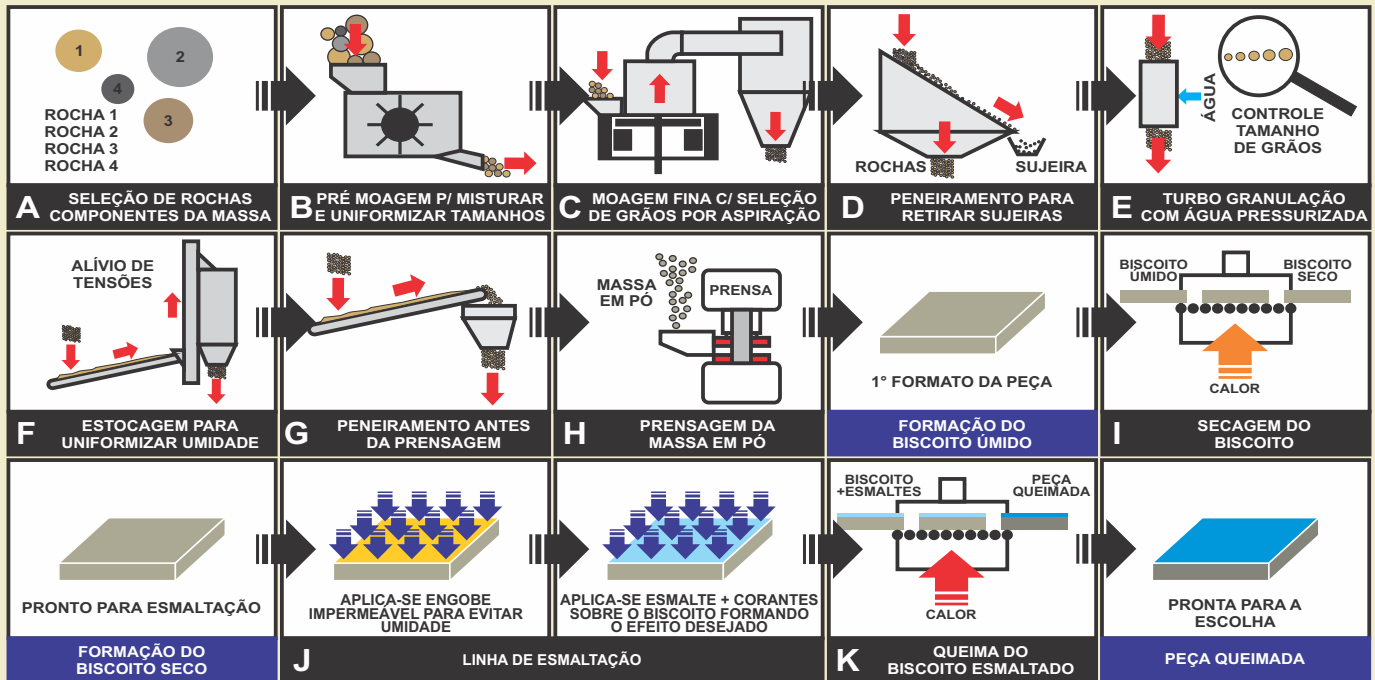 1
2
4
3
ROCHA 1
ROCHA 2
ROCHA 3
ROCHA 4
A SELEÇÃO DE ROCHAS
COMPONENTES DA MASSA
B PRÉ MOAGEM P/ MISTURAR
E UNIFORMIZAR TAMANHOS
C MOAGEM FINA C/ SELEÇÃO
DE GRÃOS POR ASPIRAÇÃO
ROCHAS
SUJEIRA
D PENEIRAMENTO PARA
RETIRAR SUJEIRAS
ÁGUA
CONTROLE
TAMANHO
DE GRÃOS
E TURBO GRANULAÇÃO
COM ÁGUA PRESSURIZADA
ALÍVIO DE
TENSÕES
F ESTOCAGEM PARA
UNIFORMIZAR UMIDADE
G PENEIRAMENTO ANTES
DA PRENSAGEM
MASSA
EM PÓ
PRENSA
H PRENSAGEM DA
MASSA EM PÓ
1° FORMATO DA PEÇA
FORMAÇÃO DO
BISCOITO ÚMIDO
BISCOITO
ÚMIDO
BISCOITO
SECO
CALOR
I SECAGEM DO
BISCOITO
PRONTO PARA ESMALTAÇÃO
FORMAÇÃO DO
BISCOITO SECO
APLICA-SE ENGOBE
IMPERMEÁVEL PARA EVITAR
UMIDADE
APLICA-SE ESMALTE + CORANTES
SOBRE O BISCOITO FORMANDO
O EFEITO DESEJADO
J LINHA DE ESMALTAÇÃO
BISCOITO
+ESMALTES
PEÇA
QUEIMADA
CALOR
K QUEIMA DO
BISCOITO ESMALTADO
PRONTA PARA A
ESCOLHA
PEÇA QUEIMADA